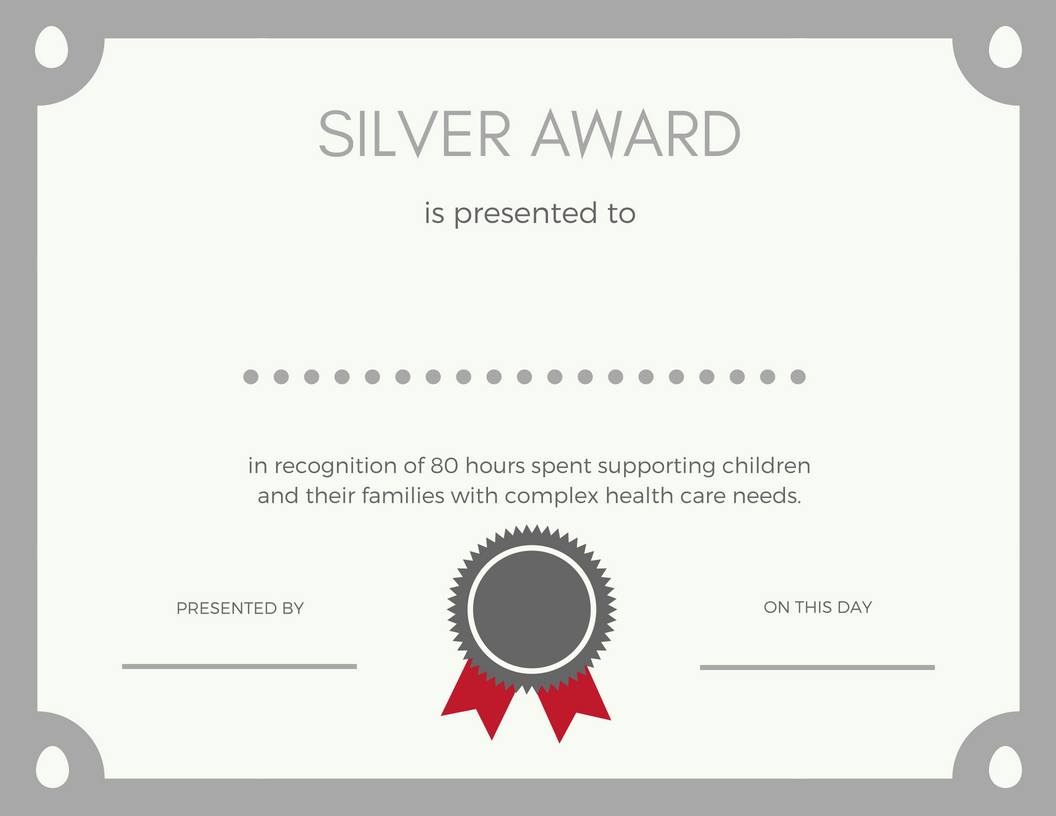 SILVER AWARD
is presented to
in recognition of 80 hours spent supporting children
and their families with complex health care needs.
PRESENTED BY
ON THIS DAY